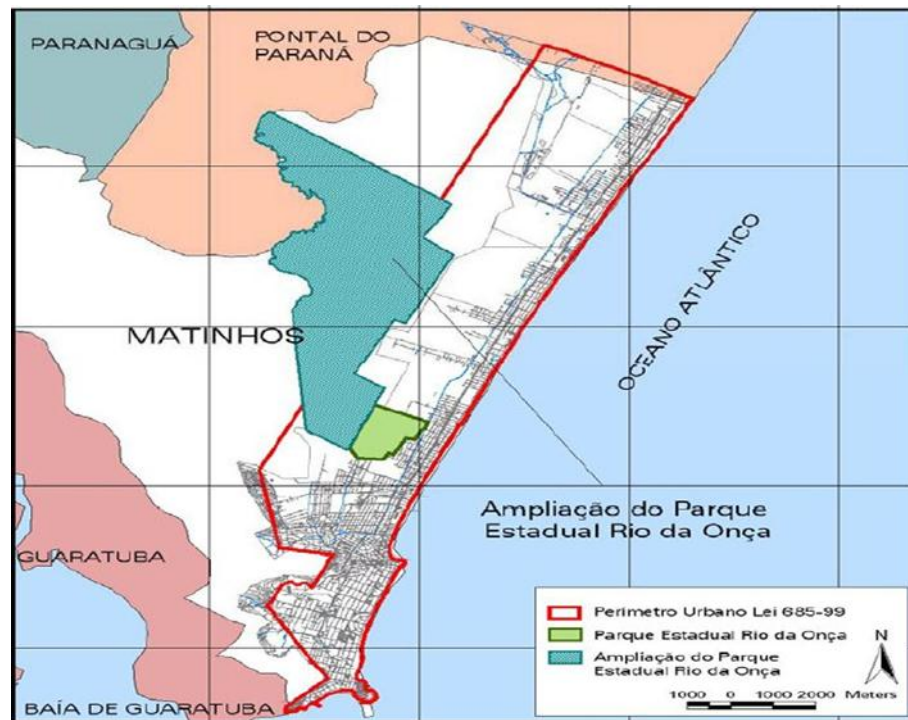 PARANAGUÁ
PONTAL DO
PARANÁ
OCEANO ATLÂNTICO
MATINHOS
Ampliação do Parque
Estadual Rio da Onça
GUARATUBA
BAÍA DE GUARATUBA
Perímetro Urbano Lei 685-99
Parque Estadual Rio da Onça
Ampliação do Parque
Estadual Rio da Onça
N
1000 0 1000 2000 Meters